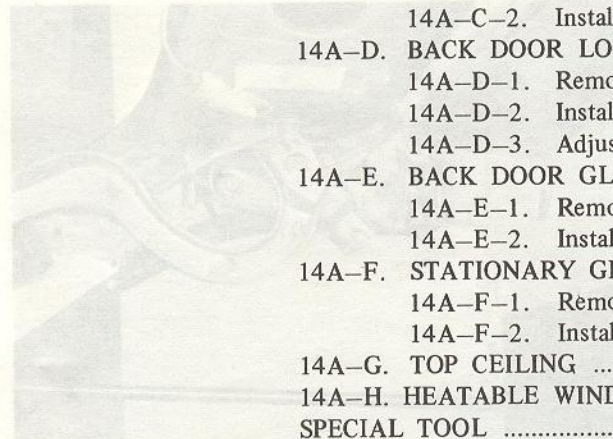 14A–C–2. Instal
14A–D. BACK DOOR LO
14A–D–1. Remo
14A–D–2. Instal
14A–D–3. Adjus
14A–E. BACK DOOR GL
14A–E–1. Remo
14A–E–2. Instal
14A–F. STATIONARY GL
14A–F–1. Remo
14A–F–2. Instal
14A–G. TOP CEILING ...
14A–H. HEATABLE WIND
SPECIAL TOOL .................